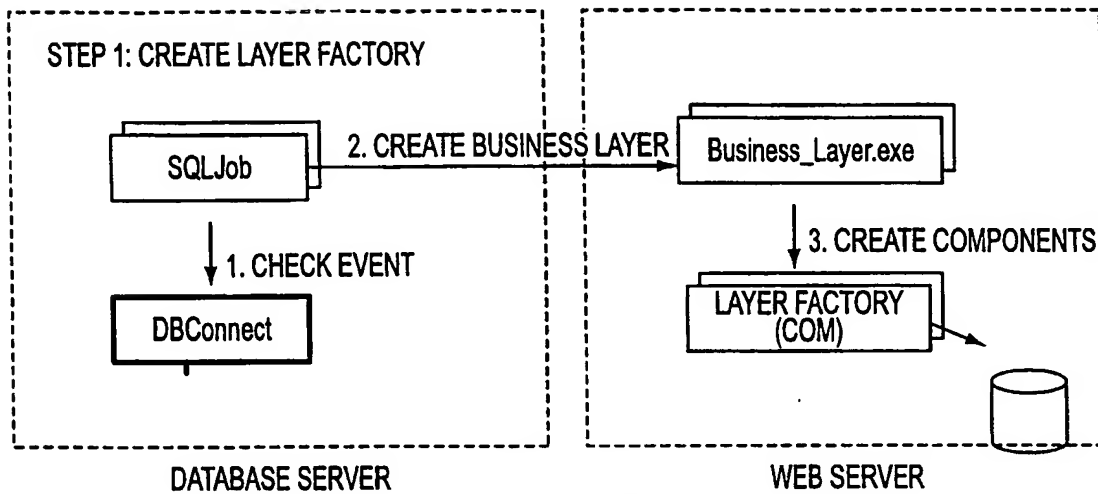 STEP 1: CREATE LAYER FACTORY
SQLJob
2. CREATE BUSINESS LAYER
Business_Layer.exe
1. CHECK EVENT
3. CREATE COMPONENTS
DBConnect
LAYER FACTORY
(COM)
DATABASE SERVER
WEB SERVER